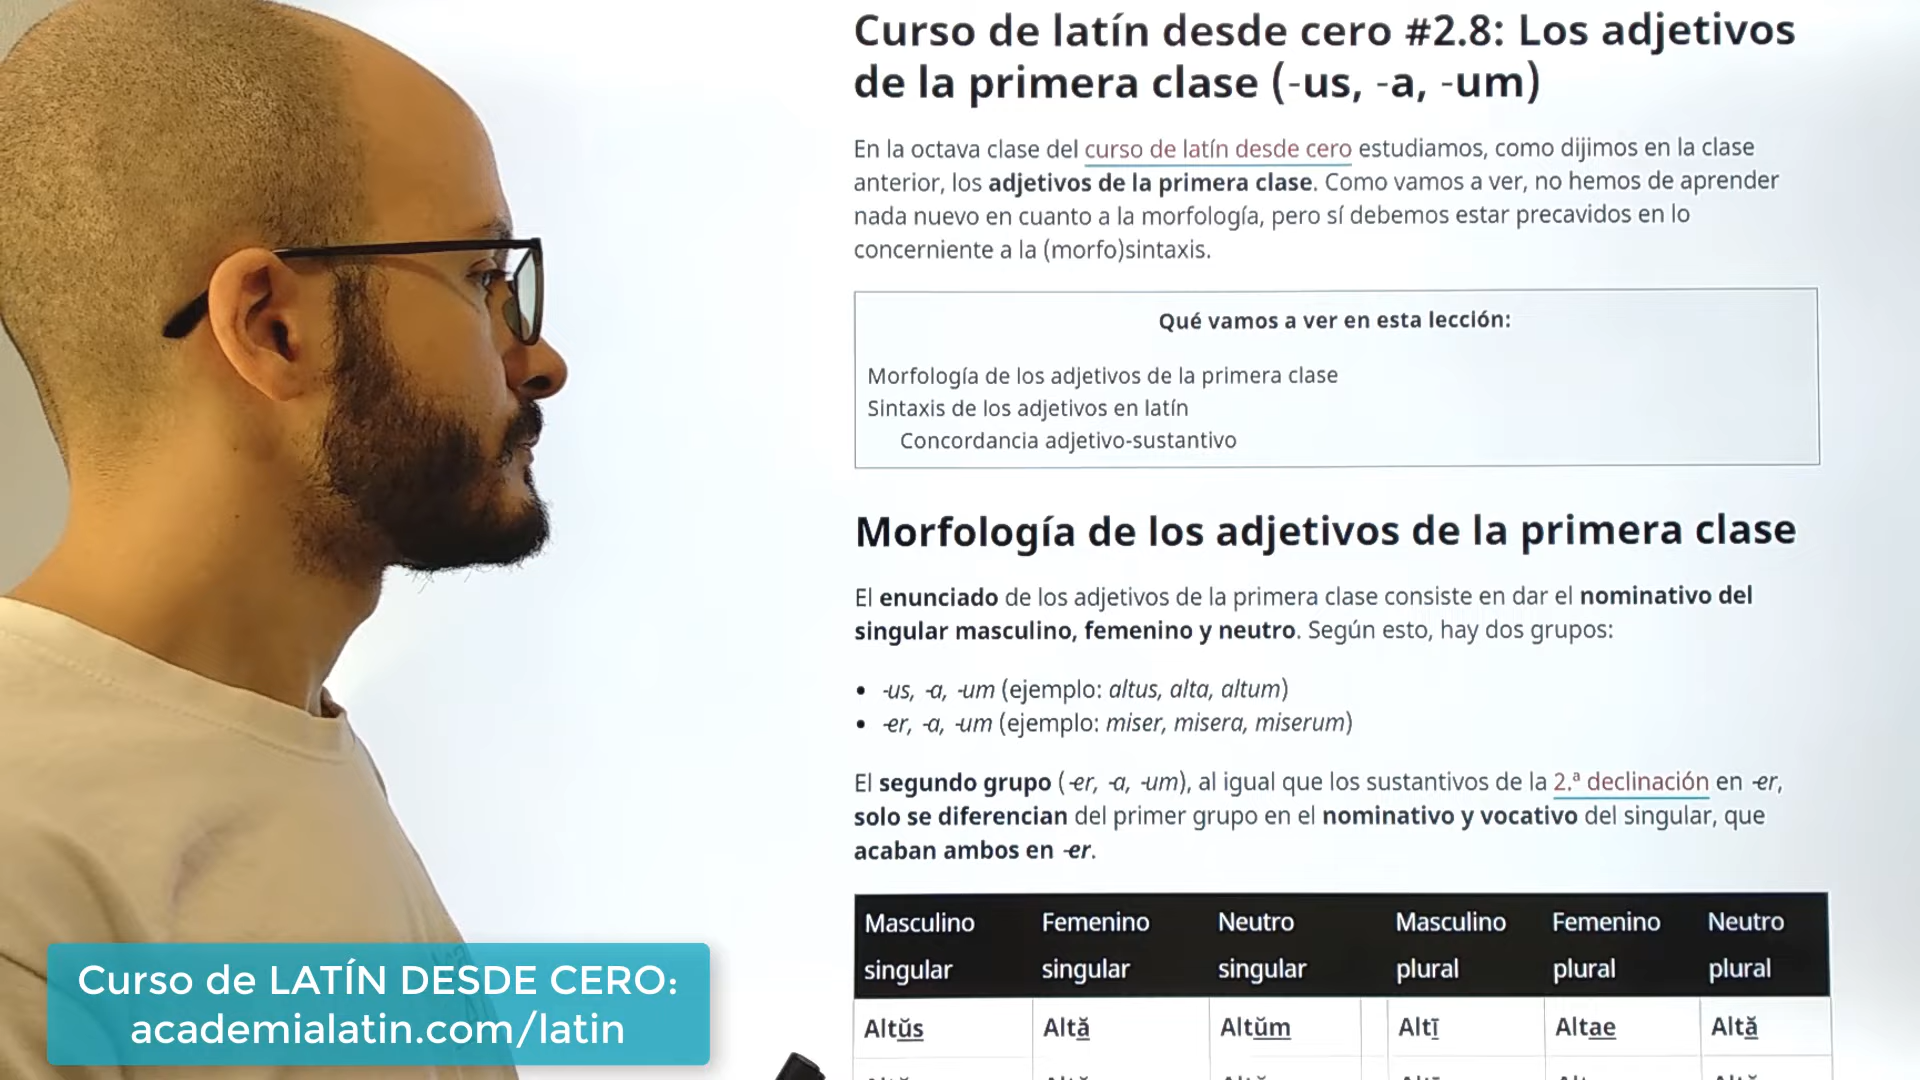 Curso de latín desde cero #2.8: Los adjetivos
de la primera clase (-us, -a, -um)
En la octava clase del curso de latín desde cero estudiamos, como dijimos en la clase
anterior, los adjetivos de la primera clase. Como vamos a ver, no hemos de aprender
nada nuevo en cuanto a la morfología, pero sí debemos estar precavidos en lo
concerniente a la (morfo)sintaxis.
Qué vamos a ver en esta lección:
Morfología de los adjetivos de la primera clase
Sintaxis de los adjetivos en latín
Concordancia adjetivo-sustantivo
Morfología de los adjetivos de la primera clase
El enunciado de los adjetivos de la primera clase consiste en dar el nominativo del
singular masculino, femenino y neutro. Según esto, hay dos grupos:
• -us, -a, -um (ejemplo: altus, alta, altum)
• -er, -a, -um (ejemplo: miser, misera, miserum)
El segundo grupo (-er, -a, -um), al igual que los sustantivos de la 2.ª declinación en -er,
solo se diferencian del primer grupo en el nominativo y vocativo del singular, que
acaban ambos en -er.
Masculino singular Femenino singular Neutro singular Masculino plural Femenino plural Neutro plural
Altŭs Altă Altŭm Altī Altae Altă
Curso de LATÍN DESDE CERO:
academialatin.com/latin